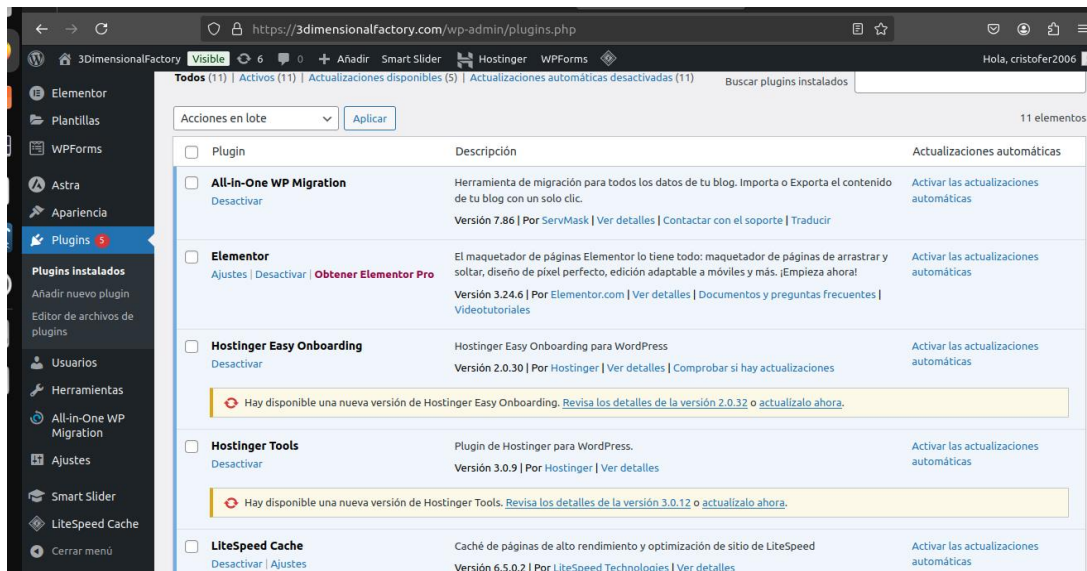 https://3dimensionalfactory.com/wp-admin/plugins.php
3DimensionalFactory Visible 6 0 + Añadir Smart Slider Hostinger WPForms Hola, cristofer2006
Elementor
Plantillas
WPForms
Astra
Apariencia
Plugins 5
Plugins instalados
Añadir nuevo plugin
Editor de archivos de
plugins
Usuarios
Herramientas
All-in-One WP
Migration
Ajustes
Smart Slider
LiteSpeed Cache
Cerrar menú
Todos (11) | Activos (11) | Actualizaciones disponibles (5) | Actualizaciones automáticas desactivadas (11)
Buscar plugins instalados
Acciones en lote Aplicar 11 elementos
Plugin Descripción Actualizaciones automáticas
All-in-One WP Migration
Desactivar
Herramienta de migración para todos los datos de tu blog. Importa o Exporta el contenido
de tu blog con un solo clic.
Versión 7.86 | Por ServMask | Ver detalles | Contactar con el soporte | Traducir
Activar las actualizaciones
automáticas
Elementor
Ajustes | Desactivar | Obtener Elementor Pro
El maquetador de páginas Elementor lo tiene todo: maquetador de páginas de arrastrar y
soltar, diseño de píxel perfecto, edición adaptable a móviles y más. ¡Empieza ahora!
Versión 3.24.6 | Por Elementor.com | Ver detalles | Documentos y preguntas frecuentes |
Videotutoriales
Activar las actualizaciones
automáticas
Hostinger Easy Onboarding
Desactivar
Hostinger Easy Onboarding para WordPress
Versión 2.0.30 | Por Hostinger | Ver detalles | Comprobar si hay actualizaciones
Activar las actualizaciones
automáticas
Hay disponible una nueva versión de Hostinger Easy Onboarding. Revisa los detalles de la versión 2.0.32 o actualízalo ahora.
Hostinger Tools
Desactivar
Plugin de Hostinger para WordPress.
Versión 3.0.9 | Por Hostinger | Ver detalles
Activar las actualizaciones
automáticas
Hay disponible una nueva versión de Hostinger Tools. Revisa los detalles de la versión 3.0.12 o actualízalo ahora.
LiteSpeed Cache
Desactivar | Ajustes
Caché de páginas de alto rendimiento y optimización de sitio de LiteSpeed
Versión 6.5.0.2 | Por LiteSpeed Technologies | Ver detalles
Activar las actualizaciones
automáticas